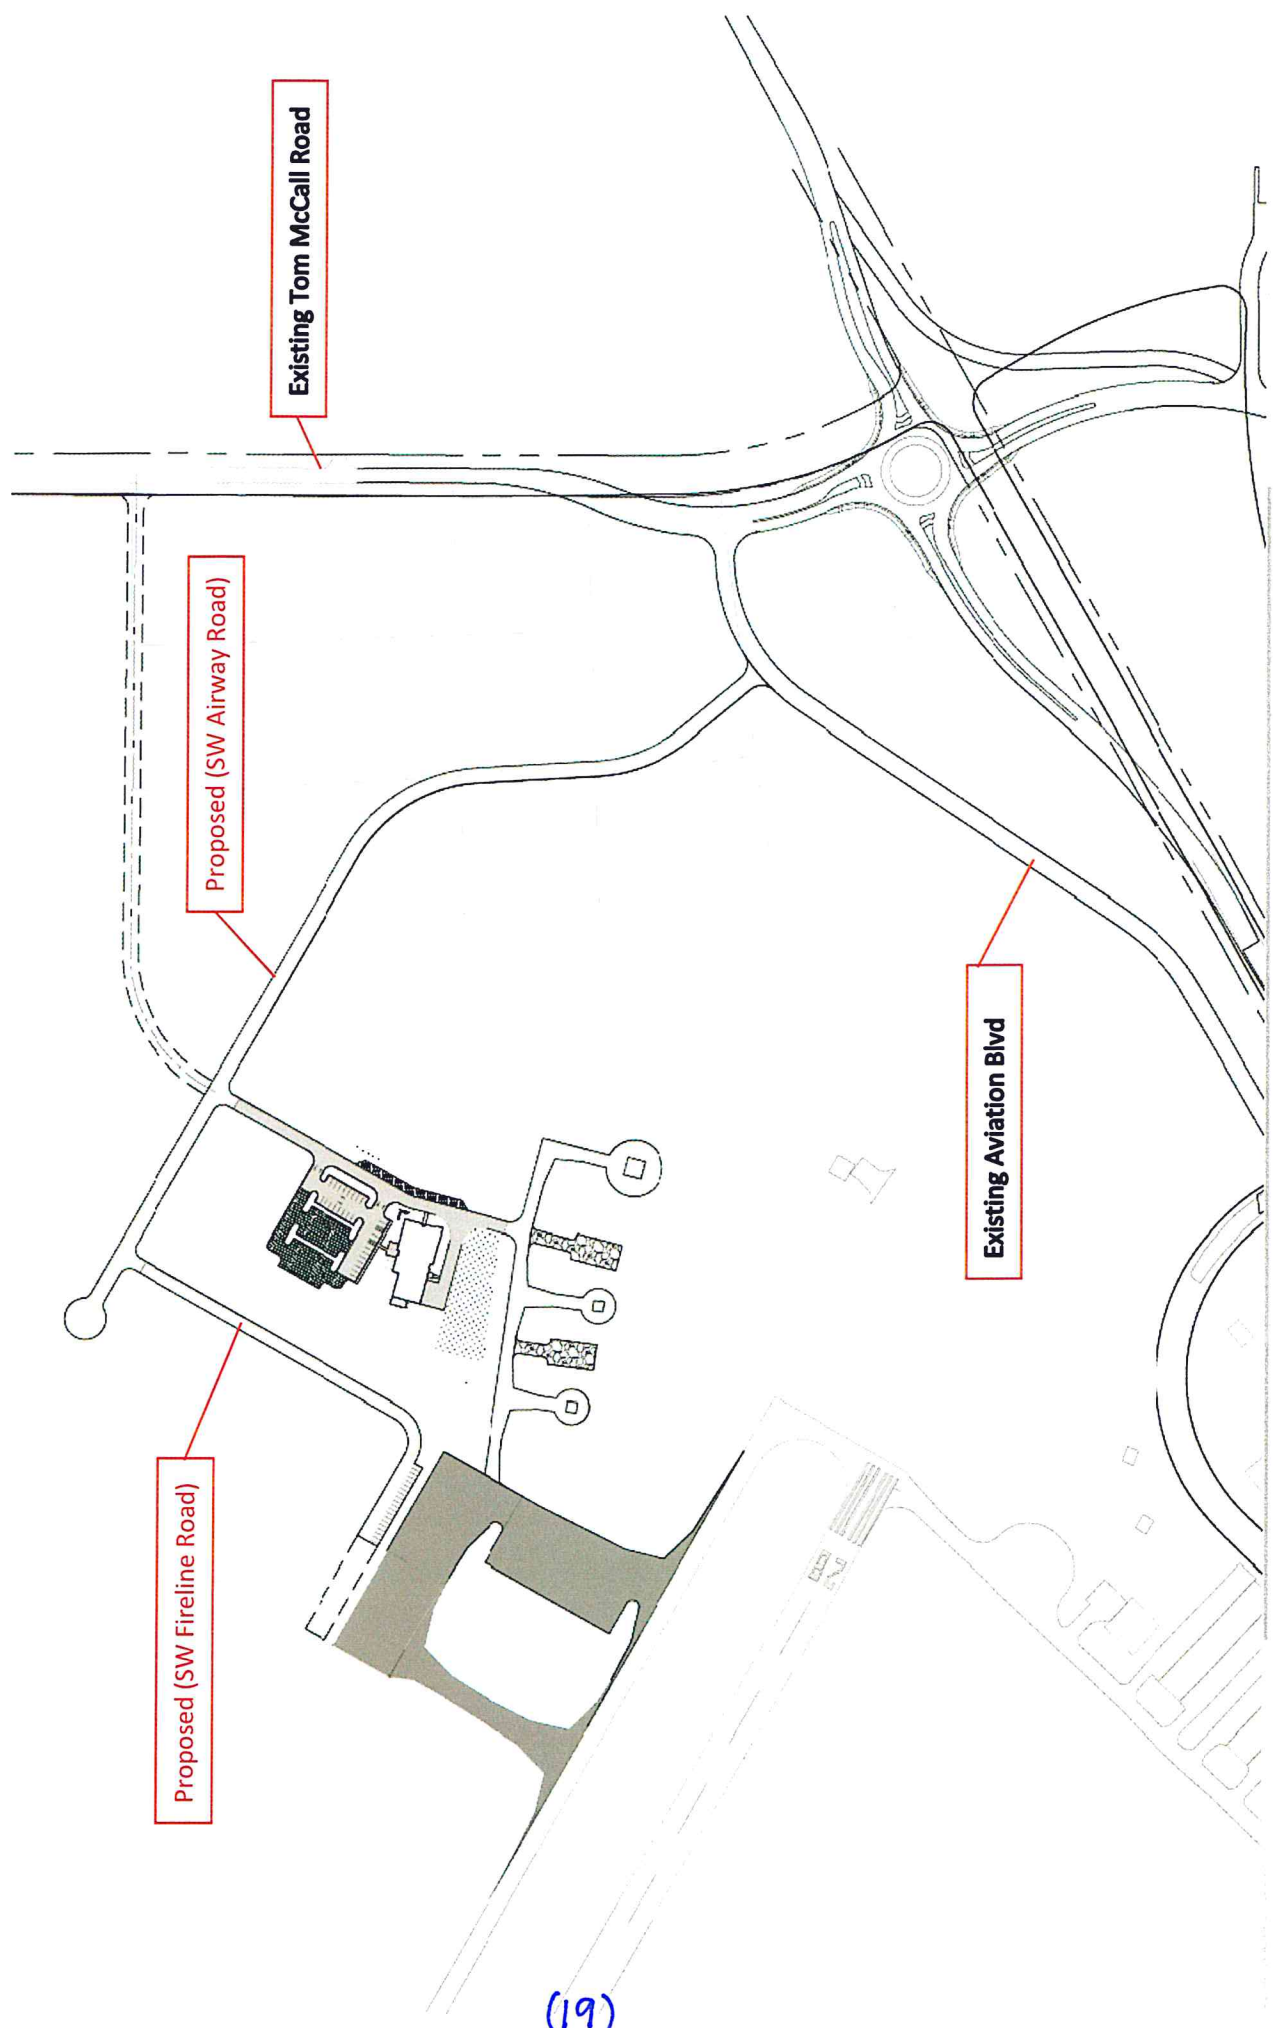 Existing Tom McCall Road
Proposed (SW Airway Road)
Existing Aviation Blvd
Proposed (SW Fireline Road)
(19)